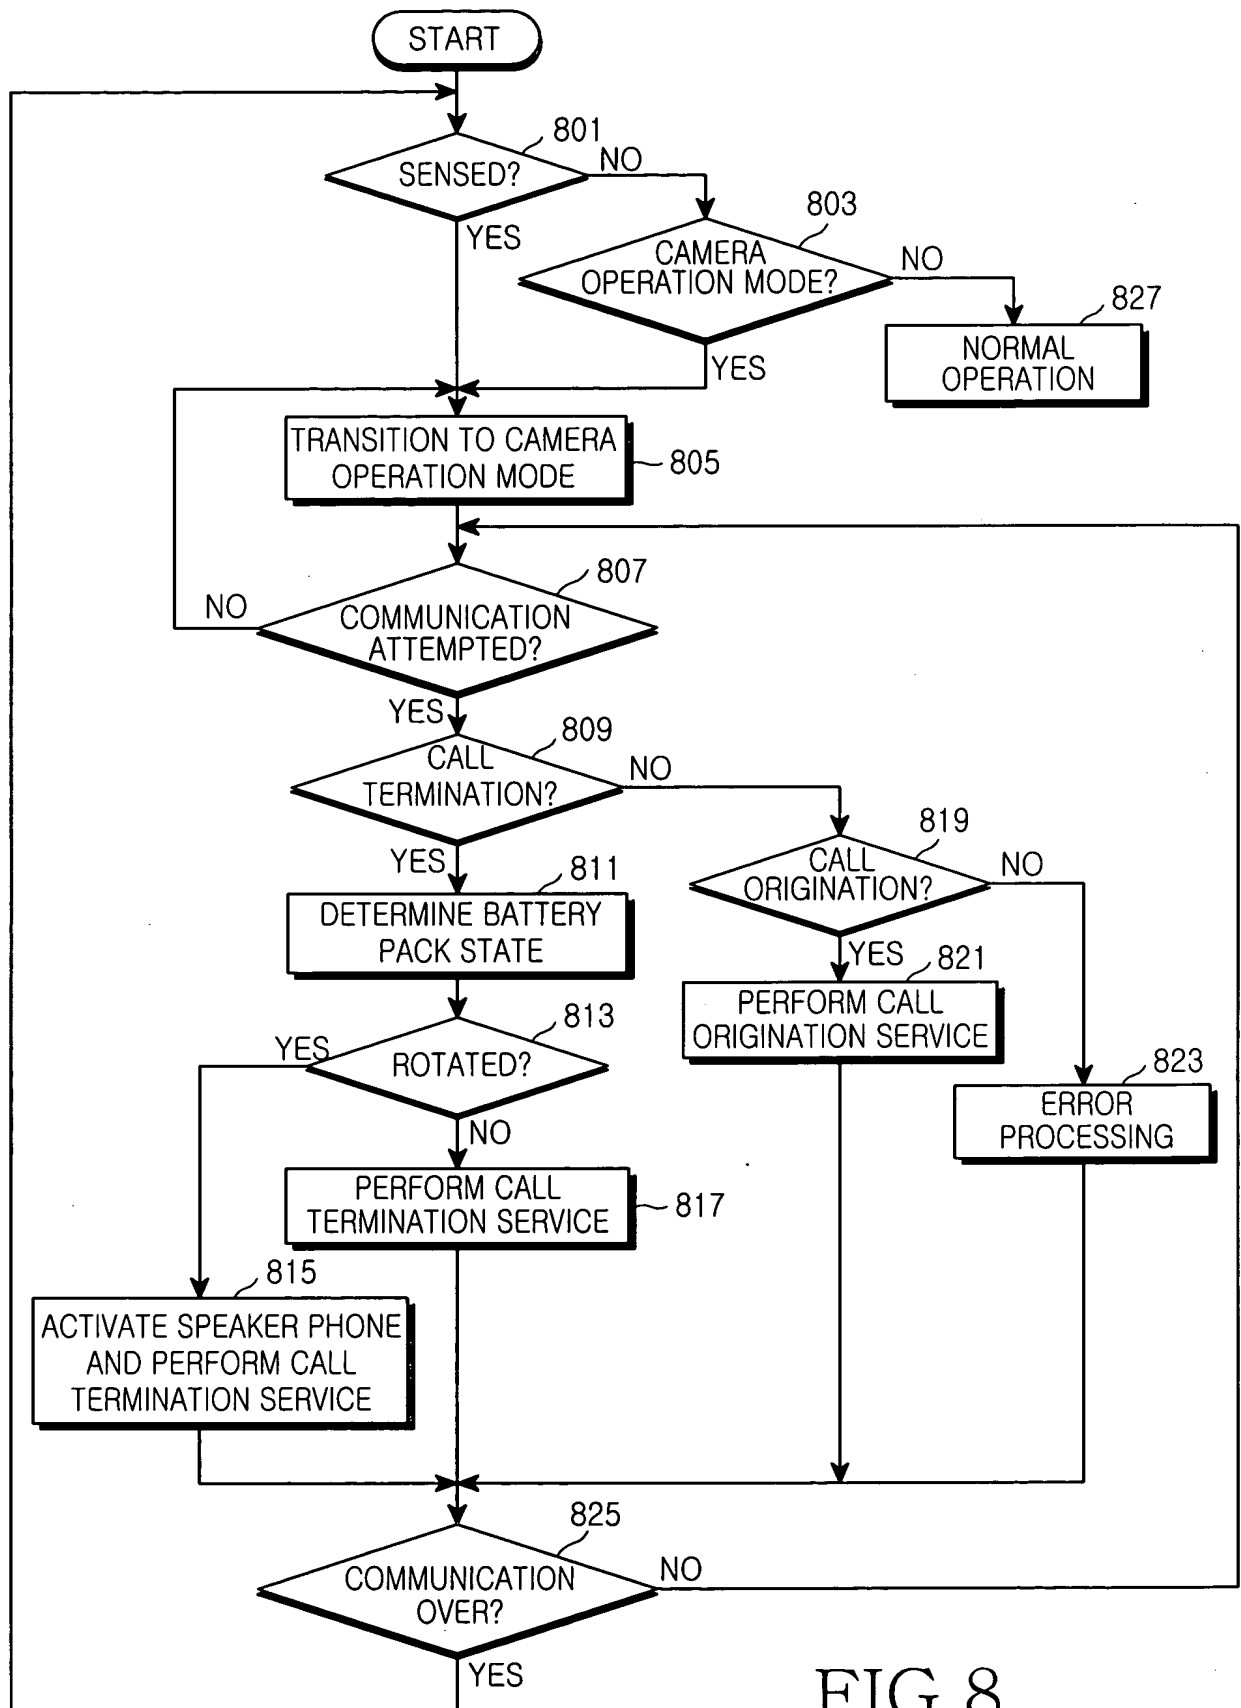 START
801
SENSED?
NO
YES
803
CAMERA
OPERATION MODE?
NO
YES
827
NORMAL
OPERATION
TRANSITION TO CAMERA
OPERATION MODE
805
807
NO
COMMUNICATION
ATTEMPTED?
YES
809
CALL
TERMINATION?
NO
YES
819
CALL
ORIGINATION?
NO
YES
811
DETERMINE BATTERY
PACK STATE
821
PERFORM CALL
ORIGINATION SERVICE
813
YES
ROTATED?
NO
823
ERROR
PROCESSING
PERFORM CALL
TERMINATION SERVICE
817
815
ACTIVATE SPEAKER PHONE
AND PERFORM CALL
TERMINATION SERVICE
825
COMMUNICATION
OVER?
NO
YES
FIG.8